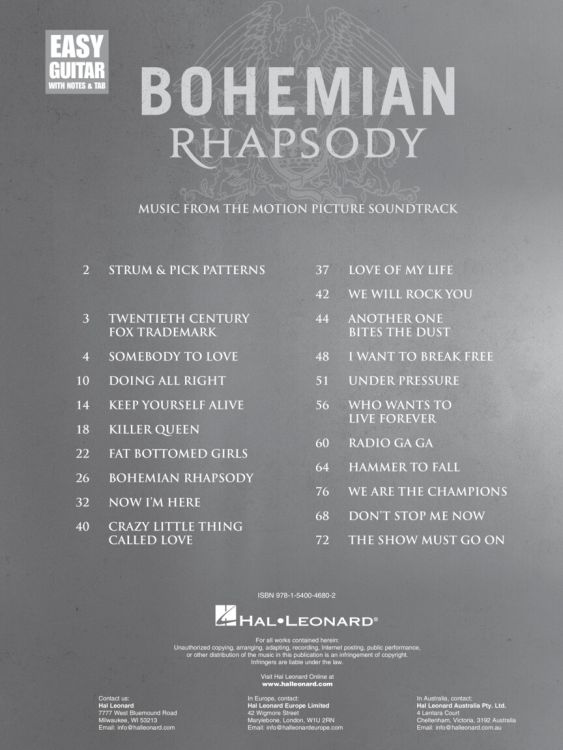 EASY
GUITAR
WITH NOTES & TAB
BOHEMIAN
RHAPSODY
MUSIC FROM THE MOTION PICTURE SOUNDTRACK
2 STRUM & PICK PATTERNS
3 TWENTIETH CENTURY
FOX TRADEMARK
4 SOMEBODY TO LOVE
10 DOING ALL RIGHT
14 KEEP YOURSELF ALIVE
18 KILLER QUEEN
22 FAT BOTTOMED GIRLS
26 BOHEMIAN RHAPSODY
32 NOW I'M HERE
40 CRAZY LITTLE THING
CALLED LOVE
37 LOVE OF MY LIFE
42 WE WILL ROCK YOU
44 ANOTHER ONE
BITES THE DUST
48 I WANT TO BREAK FREE
51 UNDER PRESSURE
56 WHO WANTS TO
LIVE FOREVER
60 RADIO GA GA
64 HAMMER TO FALL
76 WE ARE THE CHAMPIONS
68 DON'T STOP ME NOW
72 THE SHOW MUST GO ON
ISBN 978-1-5400-4680-2
HAL•LEONARD®
For all works contained herein:
Unauthorized copying, arranging, adapting, recording, Internet posting, public performance,
or other distribution of the music in this publication is an infringement of copyright.
Infringers are liable under the law.
Visit Hal Leonard Online at
www.halleonard.com
Contact us:
Hal Leonard
7777 West Bluemound Road
Milwaukee, WI 53213
Email: info@halleonard.com
In Europe, contact:
Hal Leonard Europe Limited
42 Wigmore Street
Marylebone, London, W1U 2RN
Email: info@halleonardeurope.com
In Australia, contact:
Hal Leonard Australia Pty. Ltd.
4 Lentara Court
Cheltenham, Victoria, 3192 Australia
Email: info@halleonard.com.au